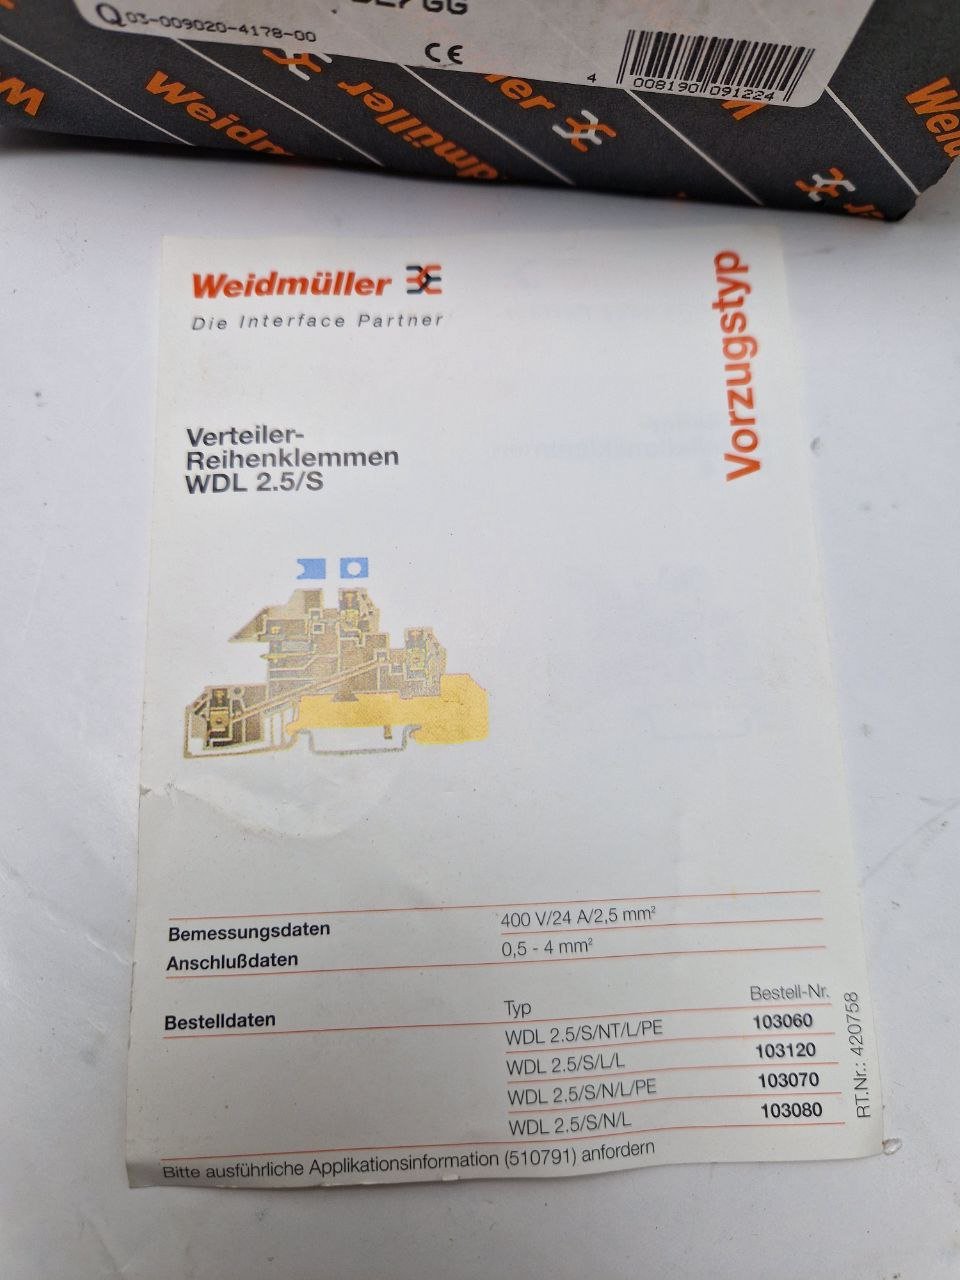 Q03-009020-4178-00
CE
4 008190 091224
Weidmüller
Weidmüller
Weidmüller
Die Interface Partner
Vorzugstyp
Verteiler-
Reihenklemmen
WDL 2.5/S
Bemessungsdaten 400 V/24 A/2,5 mm²
Anschlußdaten 0,5 - 4 mm²
Bestelldaten Typ Bestell-Nr.
WDL 2.5/S/NT/L/PE 103060
WDL 2.5/S/L/L 103120
WDL 2.5/S/N/L/PE 103070
WDL 2.5/S/N/L 103080
RT.Nr.: 420758
Bitte ausführliche Applikationsinformation (510791) anfordern